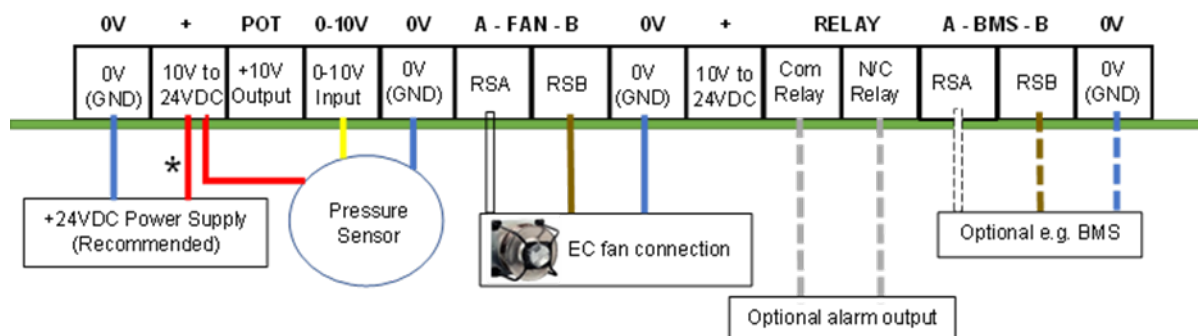 0V + POT 0-10V A - FAN - B 0V + RELAY A - BMS - B 0V
0V
(GND)
10V to
24VDC
+10V
Output
0-10V
Input
0V
(GND)
RSA
RSB
0V
(GND)
10V to
24VDC
Com
Relay
N/C
Relay
RSA
RSB
0V
(GND)
*
+24VDC Power Supply
(Recommended)
Pressure
Sensor
EC fan connection
Optional e.g. BMS
Optional alarm output